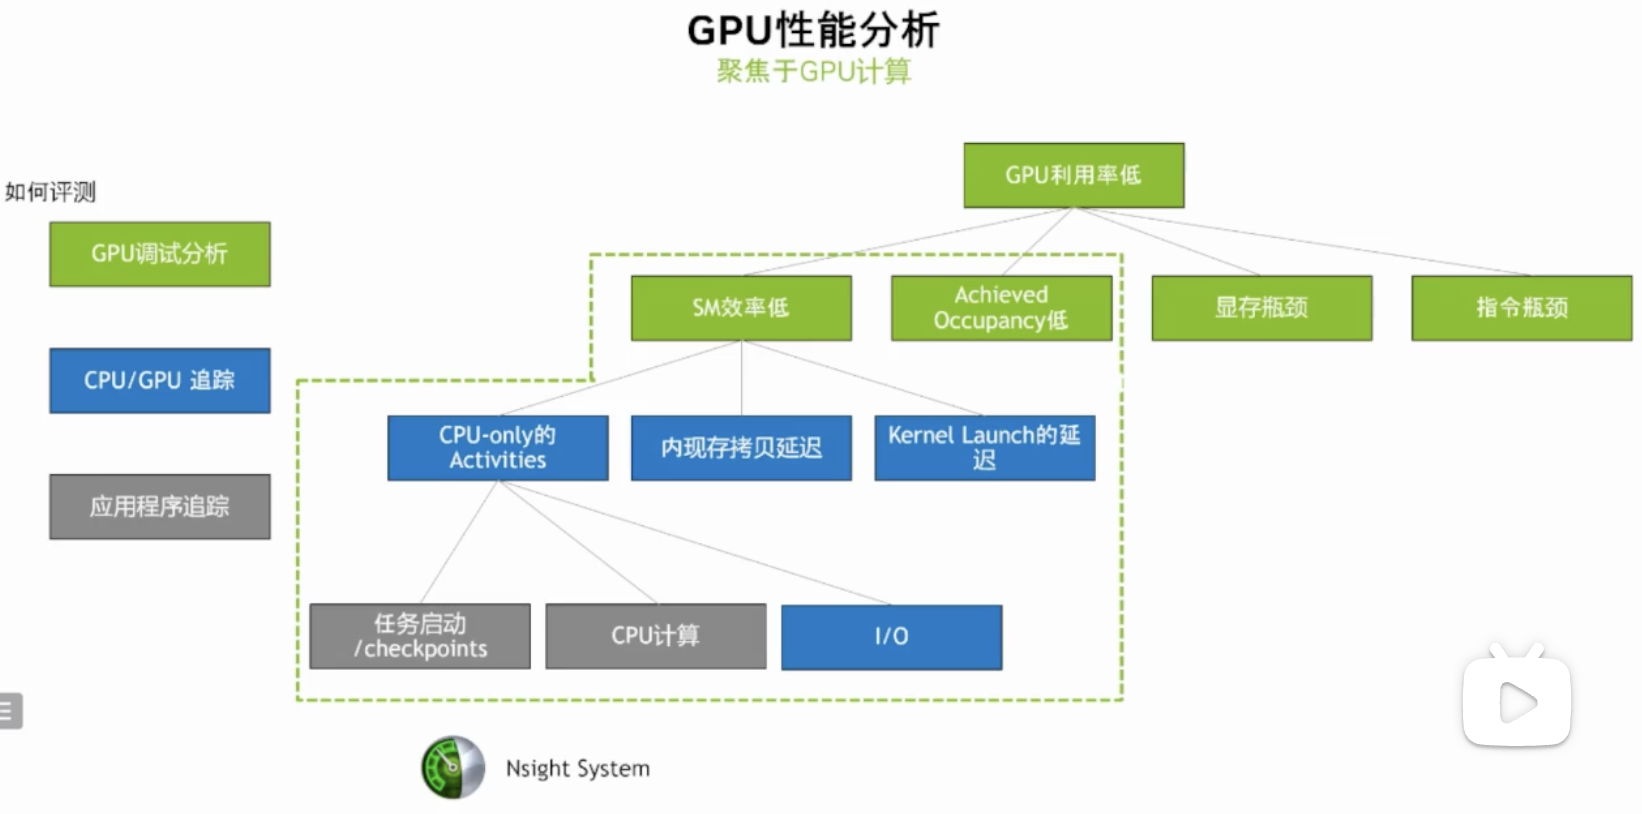 GPU性能分析
聚焦于GPU计算
如何评测
GPU调试分析
CPU/GPU 追踪
应用程序追踪
GPU利用率低
SM效率低
Achieved
Occupancy低
显存瓶颈
指令瓶颈
CPU-only的
Activities
内现存拷贝延迟
Kernel Launch的延
迟
任务启动
/checkpoints
CPU计算
I/O
Nsight System